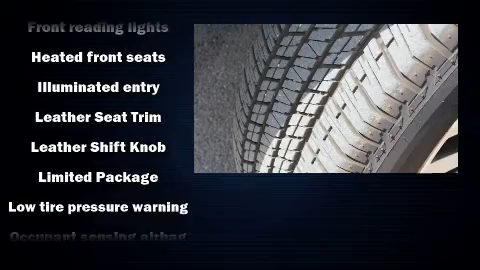 Front reading lights
Heated front seats
Illuminated entry
Leather Seat Trim
Leather Shift Knob
Limited Package
Low tire pressure warning
Occupant sensing airbag